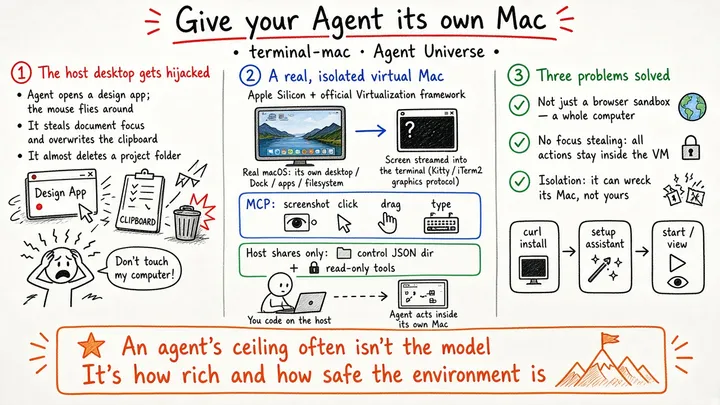 Give your Agent its own Mac
• terminal-mac · Agent Universe •
1 The host desktop gets hijacked
• Agent opens a design app;
the mouse flies around
• It steals document focus
and overwrites the clipboard
• It almost deletes a project folder
Design App
CLIPBOARD
Don't touch
my computer!
2 A real, isolated virtual Mac
Apple Silicon + official Virtualization framework
Real macOS: its own desktop /
Dock / apps / filesystem
?
Screen streamed into
the terminal (Kitty / iTerm2
graphics protocol)
MCP: screenshot click drag type
Host shares only: control JSON dir
+ read-only tools
You code on the host
Agent acts inside
its own Mac
3 Three problems solved
Not just a browser sandbox
— a whole computer
No focus stealing: all
actions stay inside the VM
Isolation: it can wreck
its Mac, not yours
curl
install
setup
assistant
start /
view
An agent's ceiling often isn't the model
It's how rich and how safe the environment is